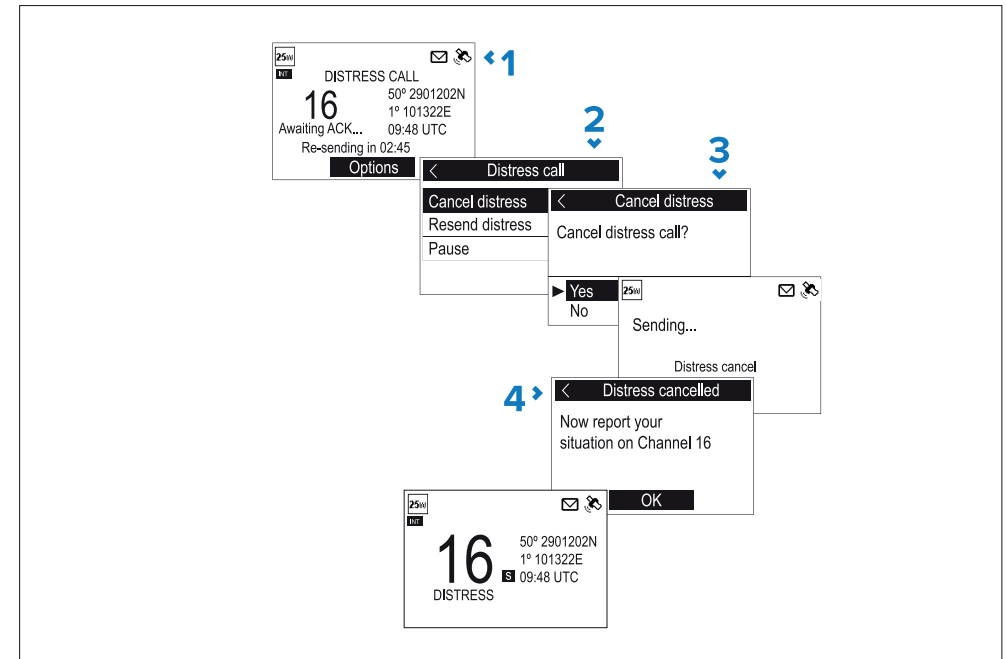 25W
INT
DISTRESS CALL
16
50º 2901202N
1º 101322E
Awaiting ACK...
09:48 UTC
Re-sending in 02:45
Options
1
2
< Distress call
Cancel distress
Resend distress
Pause
3
< Cancel distress
Cancel distress call?
Yes
No
25W
Sending...
Distress cancel
4
< Distress cancelled
Now report your
situation on Channel 16
OK
25W
INT
16
50º 2901202N
1º 101322E
S 09:48 UTC
DISTRESS